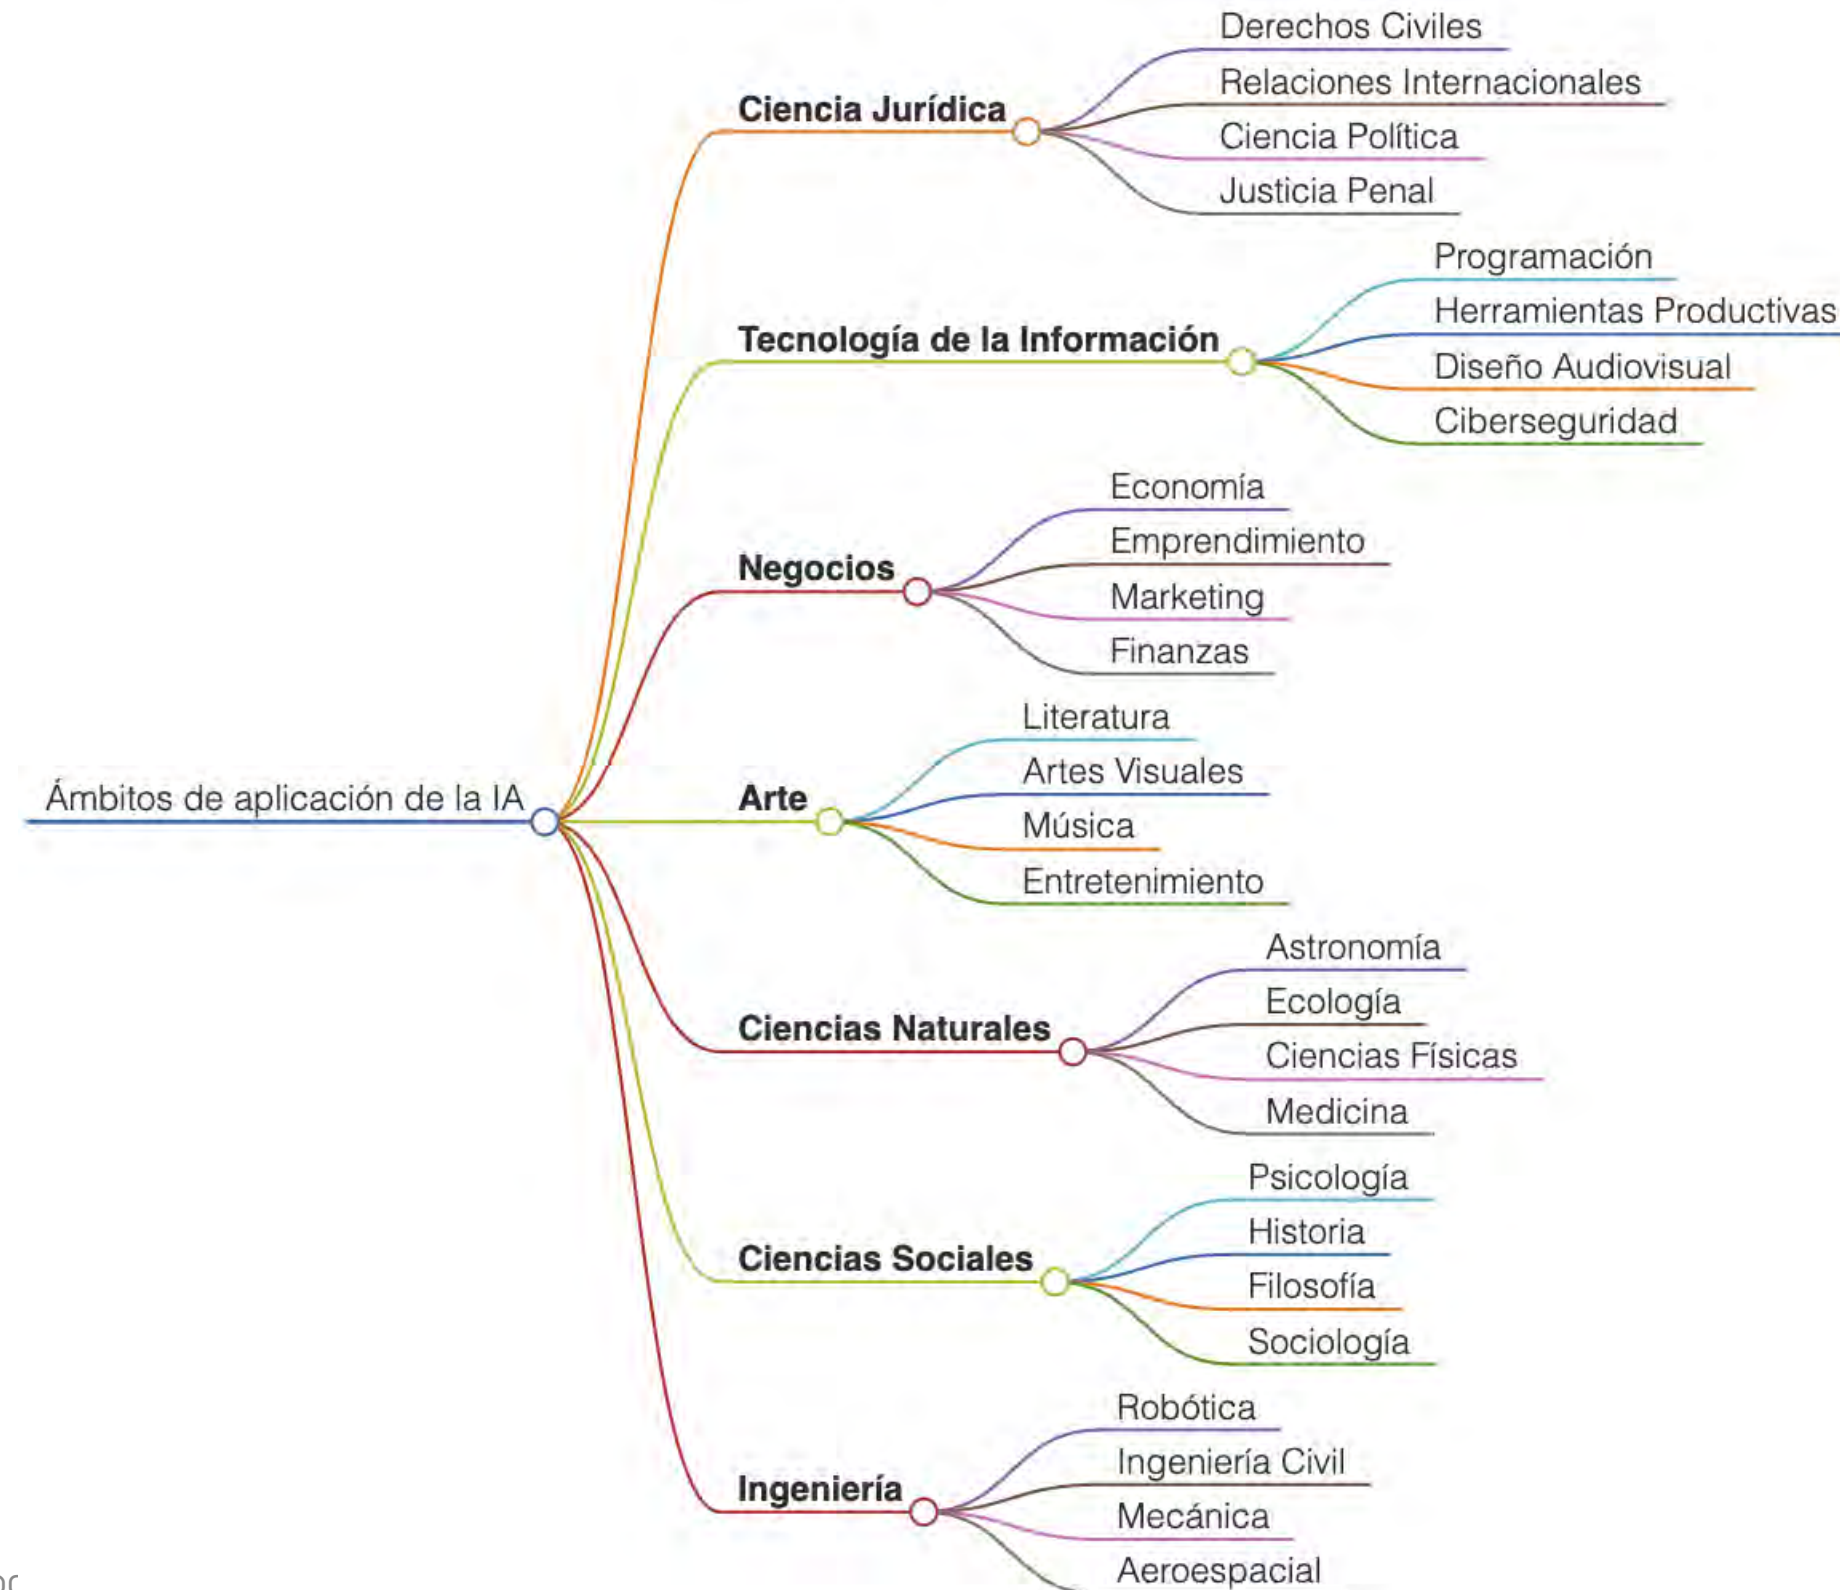 Ámbitos de aplicación de la IA
Ciencia Jurídica
Derechos Civiles
Relaciones Internacionales
Ciencia Política
Justicia Penal
Tecnología de la Información
Programación
Herramientas Productivas
Diseño Audiovisual
Ciberseguridad
Negocios
Economía
Emprendimiento
Marketing
Finanzas
Arte
Literatura
Artes Visuales
Música
Entretenimiento
Ciencias Naturales
Astronomía
Ecología
Ciencias Físicas
Medicina
Ciencias Sociales
Psicología
Historia
Filosofía
Sociología
Ingeniería
Robótica
Ingeniería Civil
Mecánica
Aeroespacial